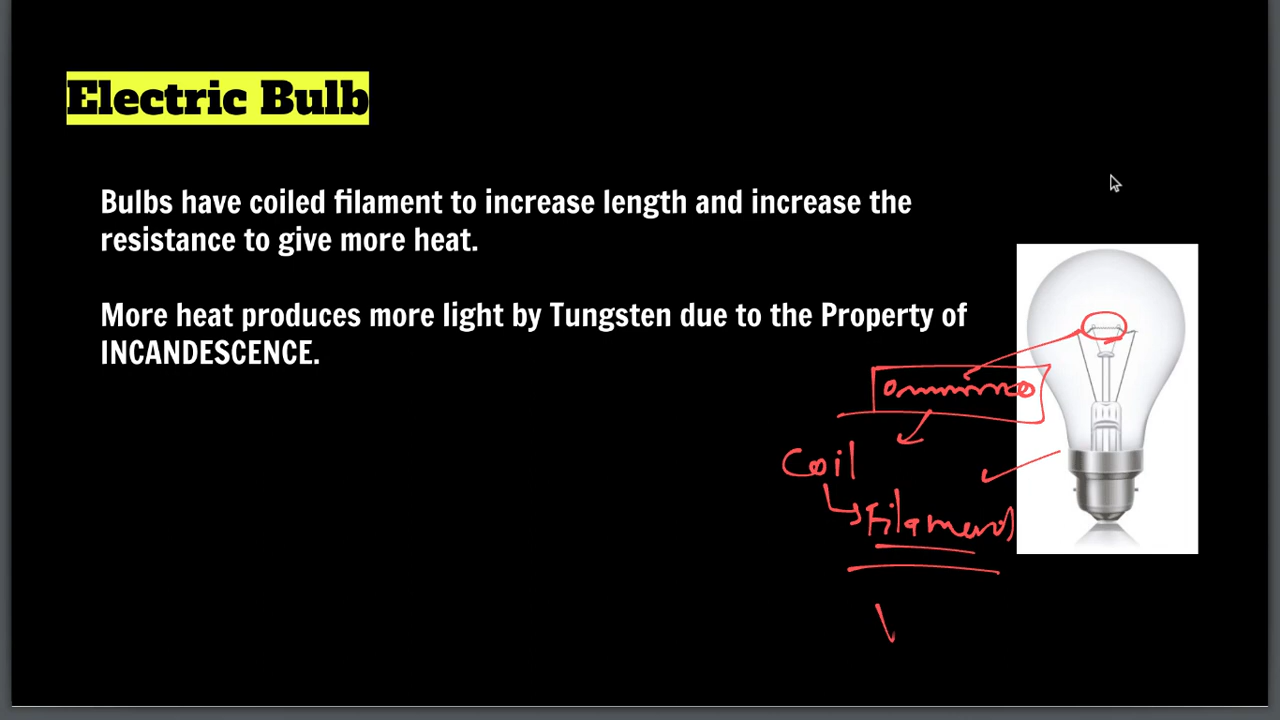 Electric Bulb
Bulbs have coiled filament to increase length and increase the
resistance to give more heat.
More heat produces more light by Tungsten due to the Property of
INCANDESCENCE.
Coil
Filament